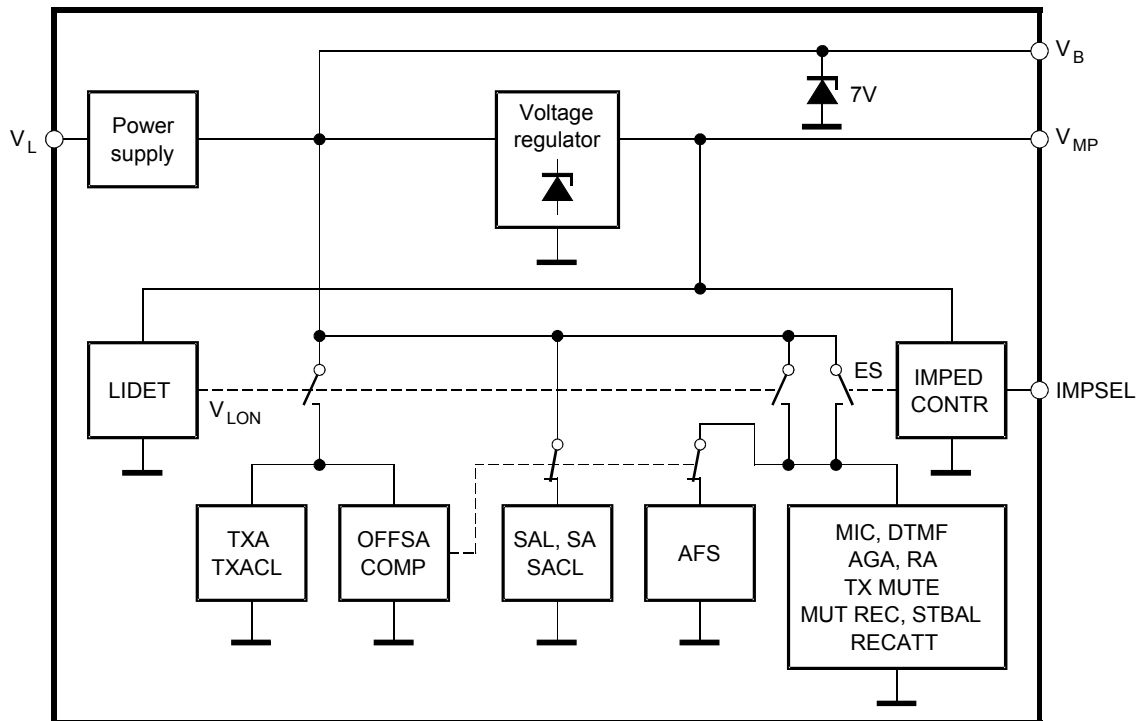 V_B
7V
Power
supply
V_L
Voltage
regulator
V_MP
LIDET
V_LON
ES
IMPED
CONTR
IMPSEL
TXA
TXACL
OFFSA
COMP
SAL, SA
SACL
AFS
MIC, DTMF
AGA, RA
TX MUTE
MUT REC, STBAL
RECATT